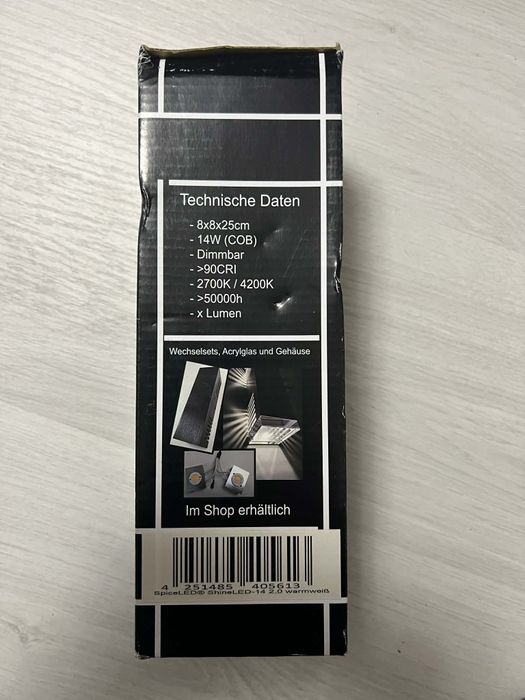 Technische Daten
- 8x8x25cm
- 14W (COB)
- Dimmbar
- >90CRI
- 2700K / 4200K
- >50000h
- x Lumen
Wechselsets, Acrylglas und Gehäuse
Im Shop erhältlich
4 251485 405613
SpiceLED® ShineLED-14 2.0 warmweiß